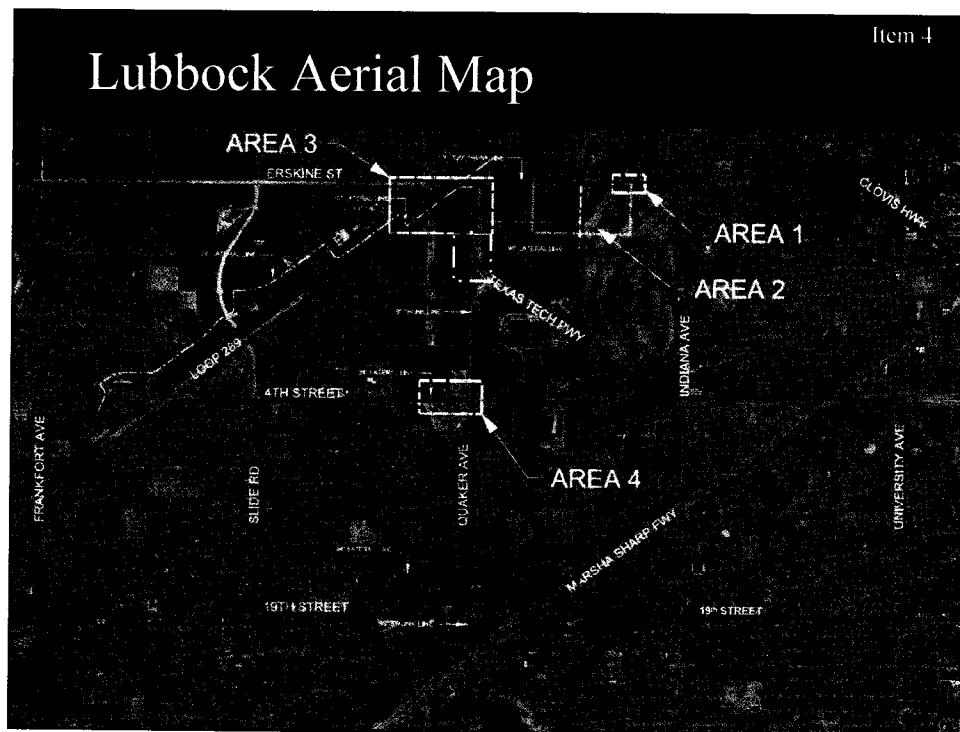 Item 4
Lubbock Aerial Map
AREA 3
ERSKINE ST
CLOVIS HWY
AREA 1
AREA 2
TEXAS TECH PWY
LOOP 289
INDIANA AVE
4TH STREET
FRANKFORT AVE
SLIDE RD
QUAKER AVE
AREA 4
UNIVERSITY AVE
MARSHA SHARP FWY
19TH STREET
19th STREET